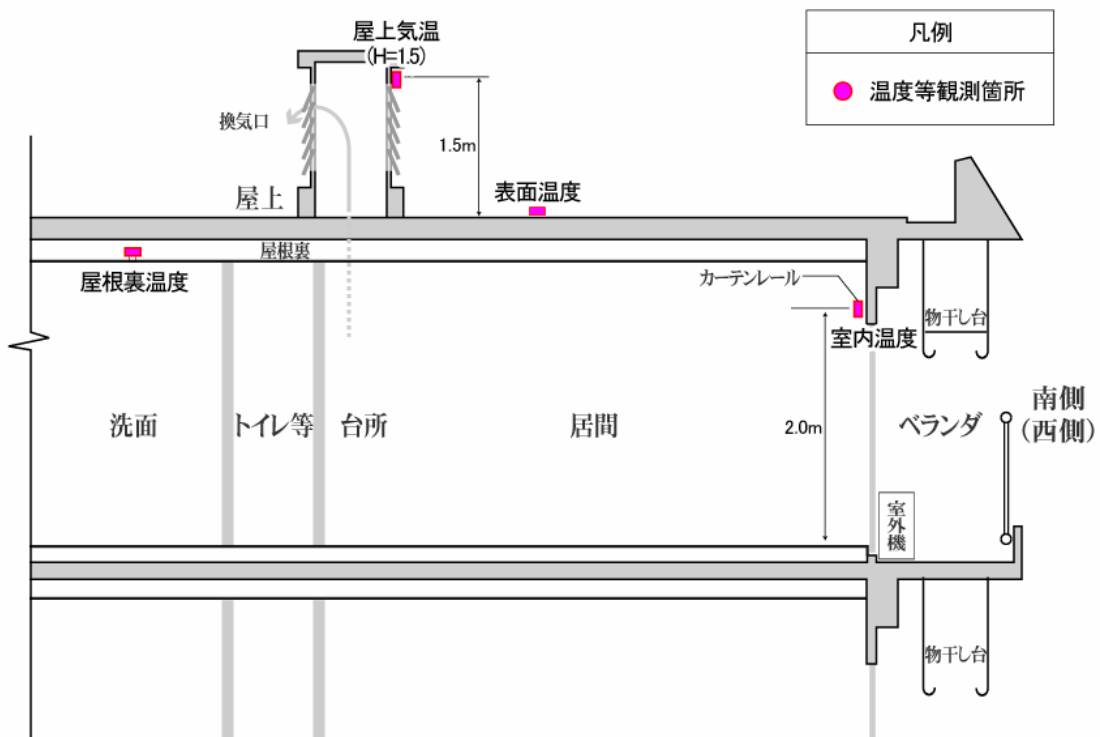 屋上気温
(H=1.5)
凡例
温度等観測箇所
換気口
1.5m
屋上
表面温度
屋根裏
屋根裏温度
カーテンレール
物干し台
室内温度
洗面
トイレ等
台所
居間
2.0m
ベランダ
南側
(西側)
室外機
物干し台